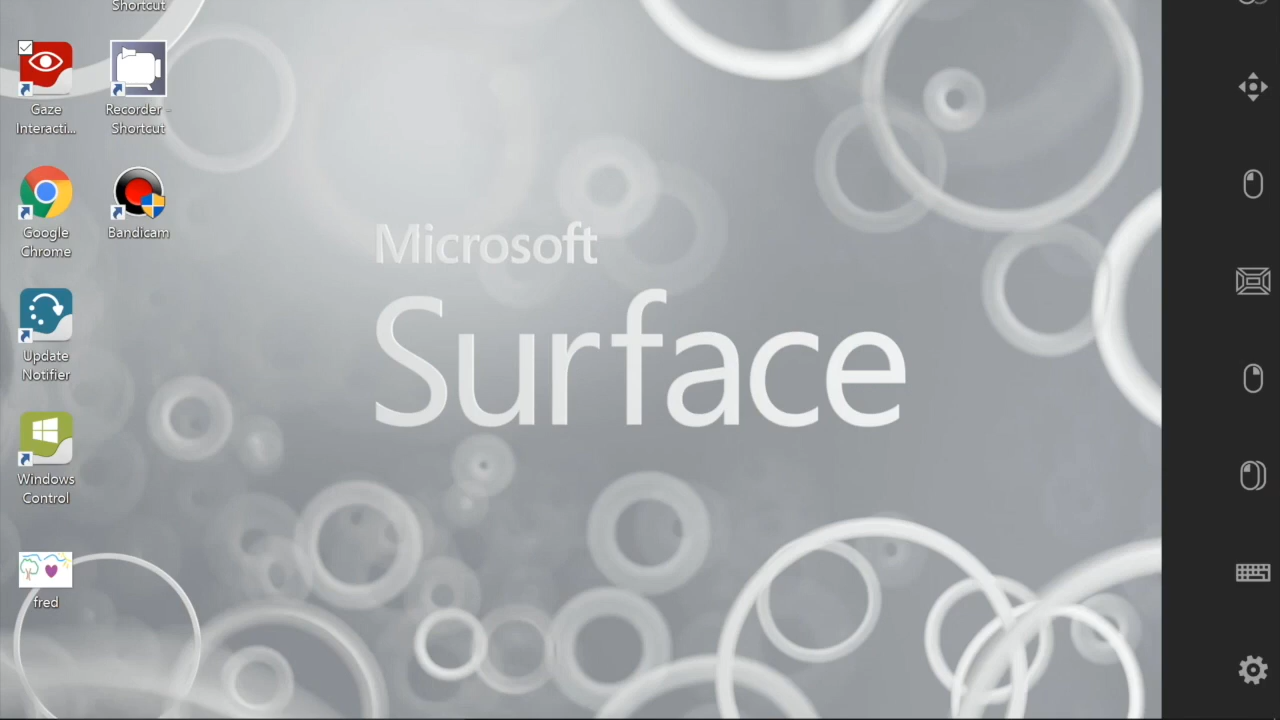 Shortcut
Gaze
Interacti...
Recorder -
Shortcut
Google
Chrome
Bandicam
Update
Notifier
Windows
Control
fred
Microsoft
Surface